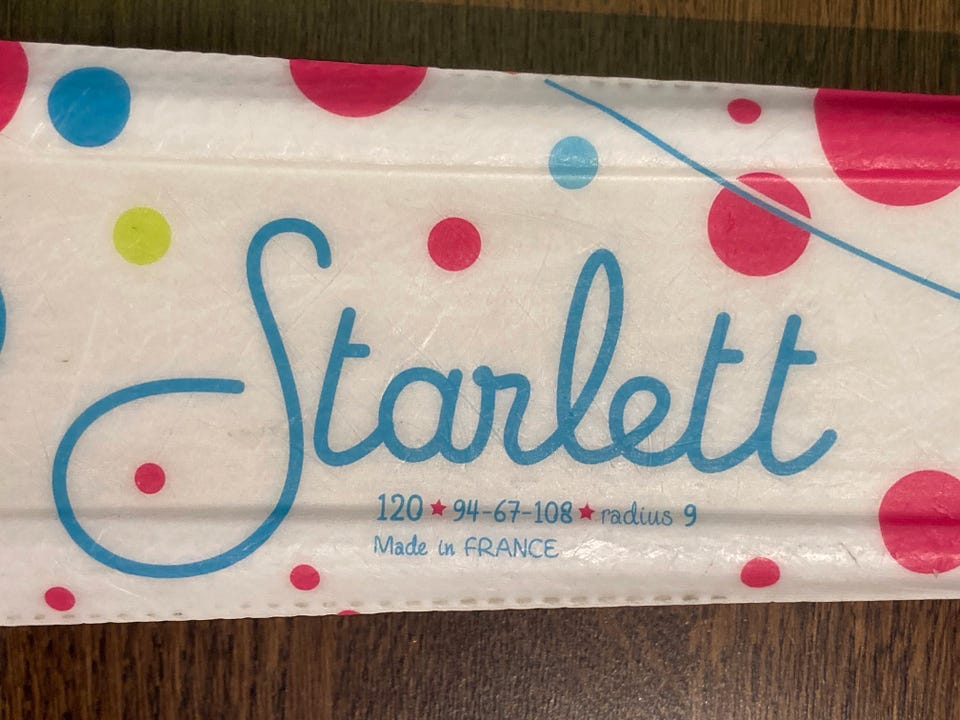 Starlett
120 ★ 94-67-108 ★ radius 9
Made in FRANCE